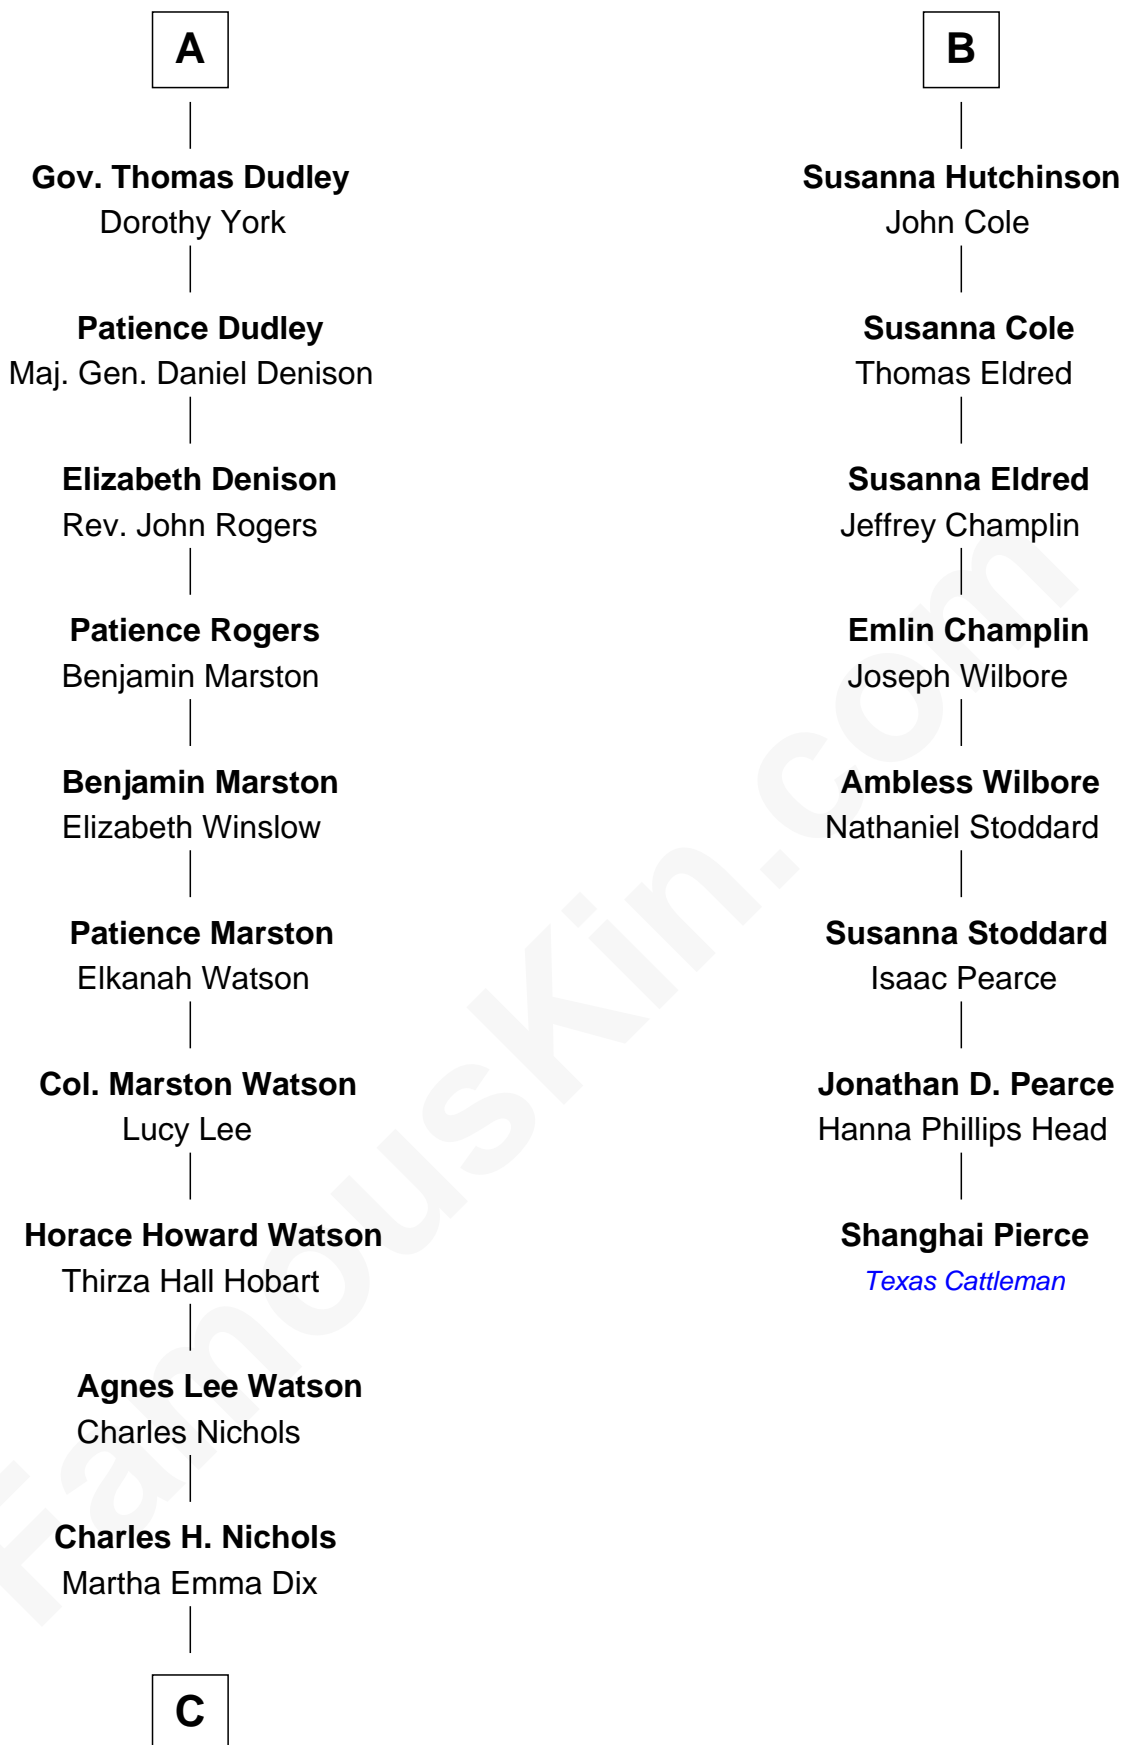 A
Gov. Thomas Dudley
Dorothy York
Patience Dudley
Maj. Gen. Daniel Denison
Elizabeth Denison
Rev. John Rogers
Patience Rogers
Benjamin Marston
Benjamin Marston
Elizabeth Winslow
Patience Marston
Elkanah Watson
Col. Marston Watson
Lucy Lee
Horace Howard Watson
Thirza Hall Hobart
Agnes Lee Watson
Charles Nichols
Charles H. Nichols
Martha Emma Dix
C
B
Susanna Hutchinson
John Cole
Susanna Cole
Thomas Eldred
Susanna Eldred
Jeffrey Champlin
Emlin Champlin
Joseph Wilbore
Ambless Wilbore
Nathaniel Stoddard
Susanna Stoddard
Isaac Pearce
Jonathan D. Pearce
Hanna Phillips Head
Shanghai Pierce
Texas Cattleman
FamousKin.com